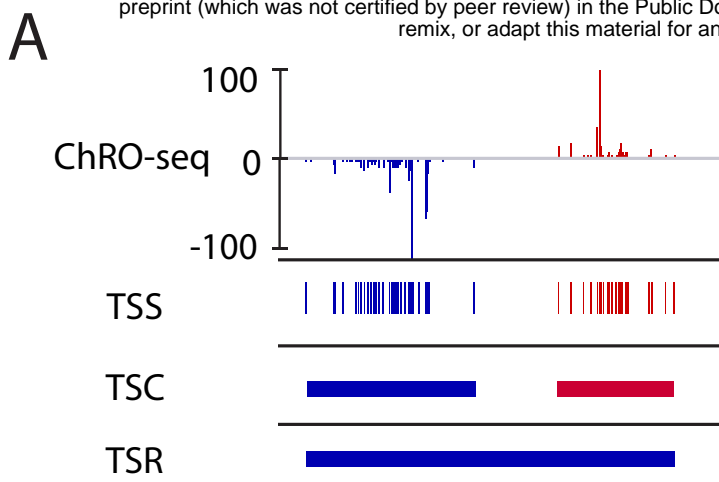 preprint (which was not certified by peer review) in the Public Do
remix, or adapt this material for an
A
100
ChRO-seq 0
-100
TSS
TSC
TSR